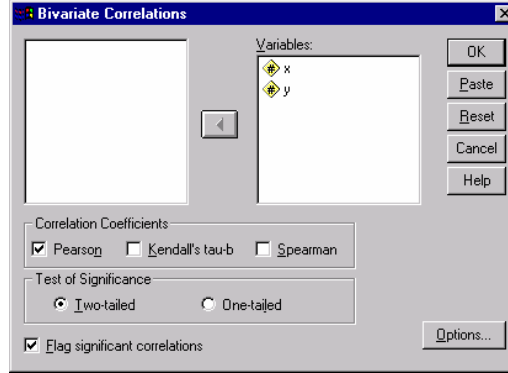 Bivariate Correlations
Variables:
x
y
OK
Paste
Reset
Cancel
Help
Correlation Coefficients
Pearson Kendall's tau-b Spearman
Test of Significance
Two-tailed One-tailed
Flag significant correlations
Options...